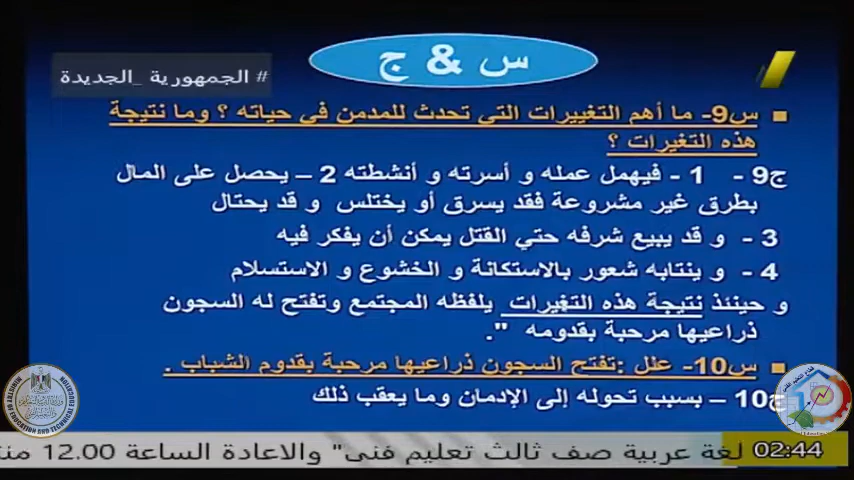 س & ج
# الجمهورية _الجديدة
س9- ما أهم التغييرات التي تحدث للمدمن في حياته ؟ وما نتيجة
هذه التغيرات ؟
ج9 - 1 - فيهمل عمله و أسرته و أنشطته 2 – يحصل على المال
بطرق غير مشروعة فقد يسرق أو يختلس و قد يحتال
3 - و قد يبيع شرفه حتي القتل يمكن أن يفكر فيه
4 - و ينتابه شعور بالاستكانة و الخشوع و الاستسلام
و حينئذ نتيجة هذه التغيرات يلفظه المجتمع وتفتح له السجون
ذراعيها مرحبة بقدومه ".
س10- علل :تفتح السجون ذراعيها مرحبة بقدوم الشباب .
ج10 – بسبب تحوله إلى الإدمان وما يعقب ذلك
لغة عربية صف ثالث تعليم فنى" والاعادة الساعة 12.00
02:44